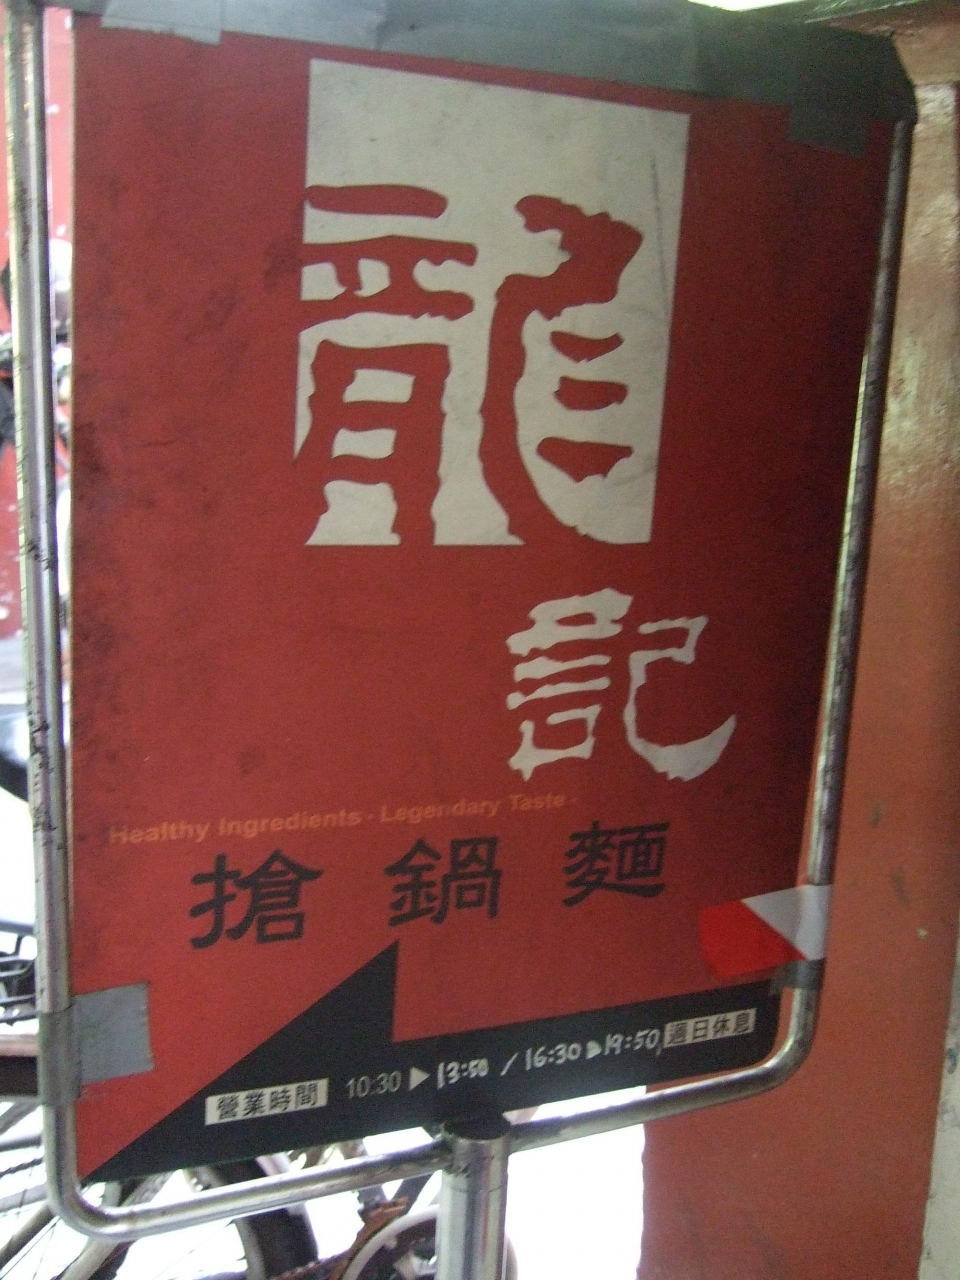 龍
記
Healthy Ingredients · Legendary Taste ·
搶鍋麵
營業時間 10:30 ▶ 13:50 / 16:30 ▶ 19:50 週日休息